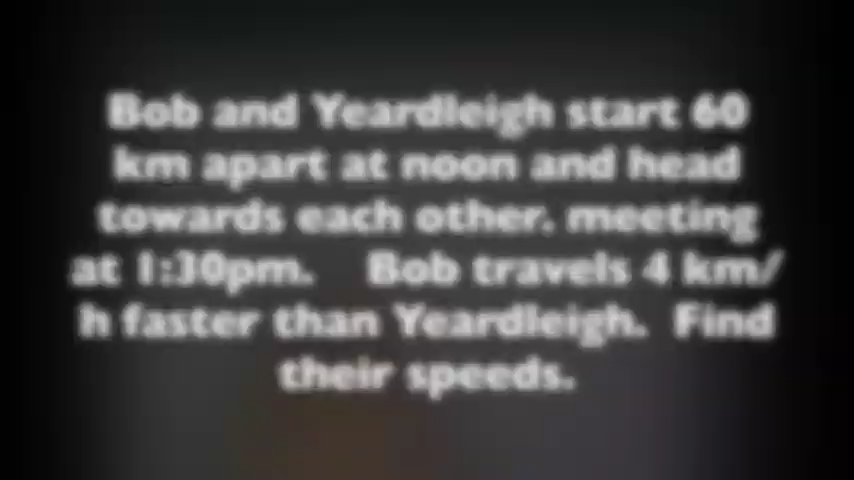 Bob and Yeardleigh start 60
km apart at noon and head
towards each other. meeting
at 1:30pm. Bob travels 4 km/
h faster than Yeardleigh. Find
their speeds.